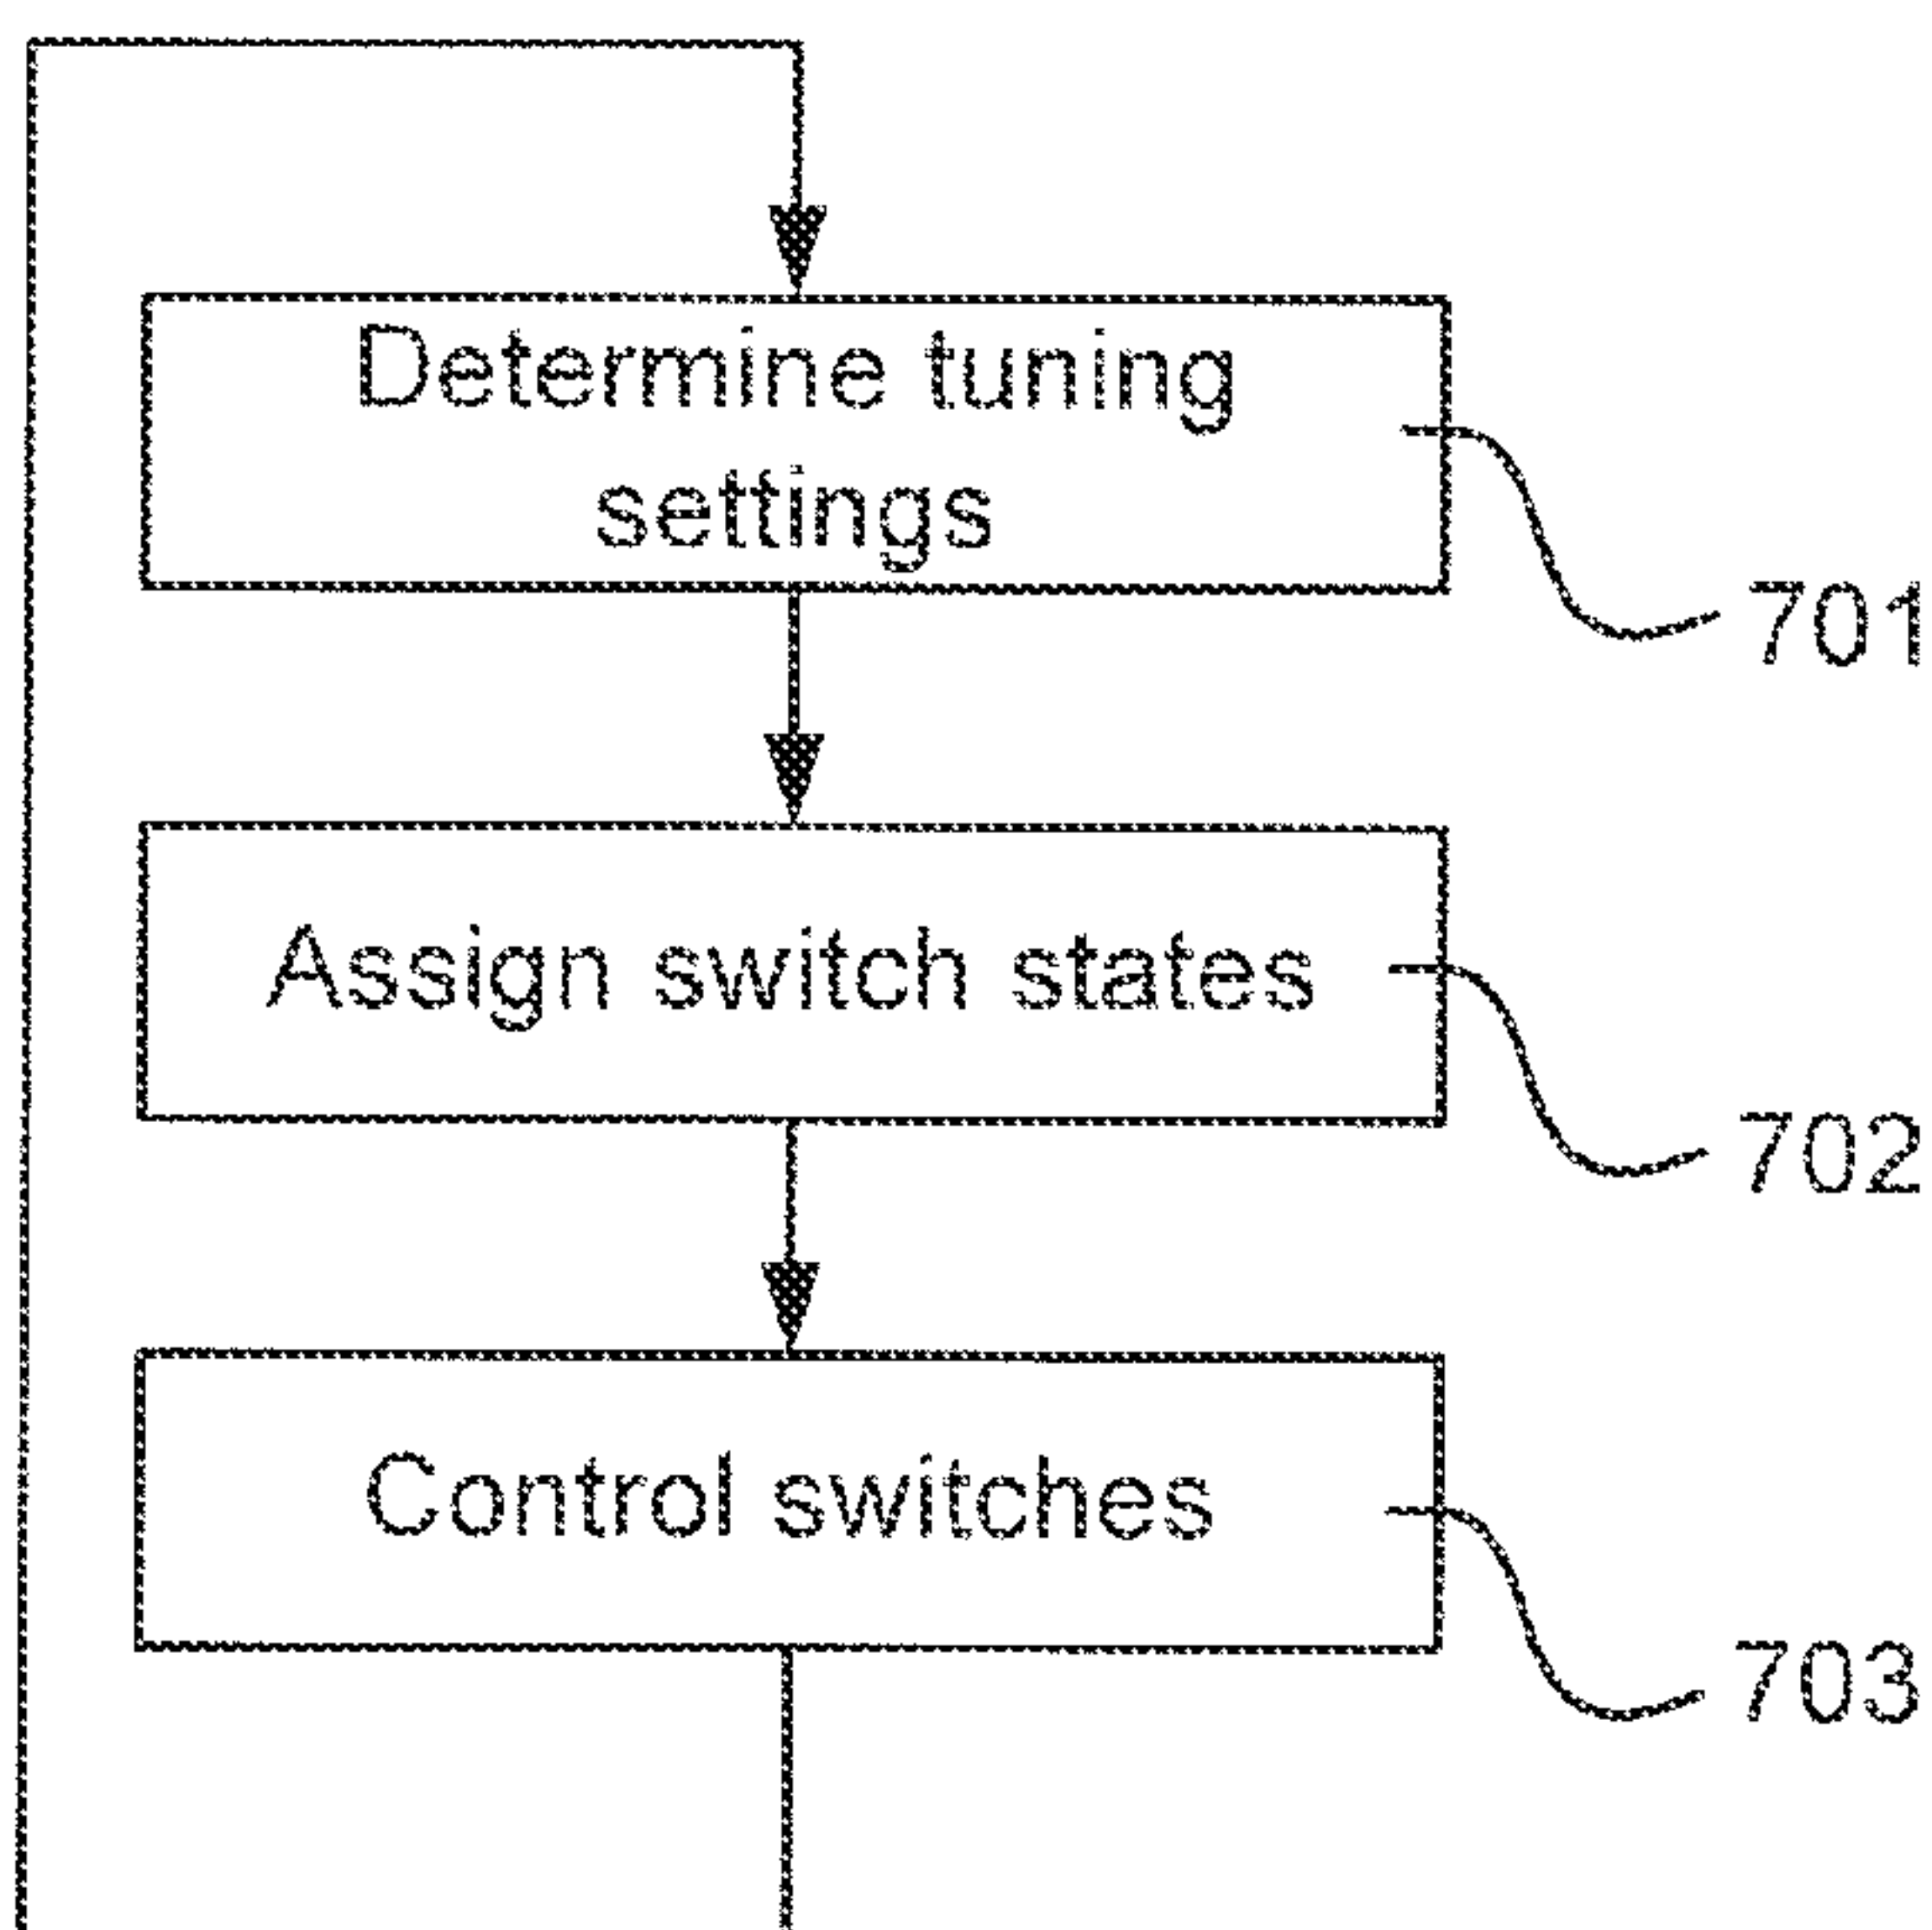 Determine tuning
settings
701
Assign switch states
702
Control switches
703